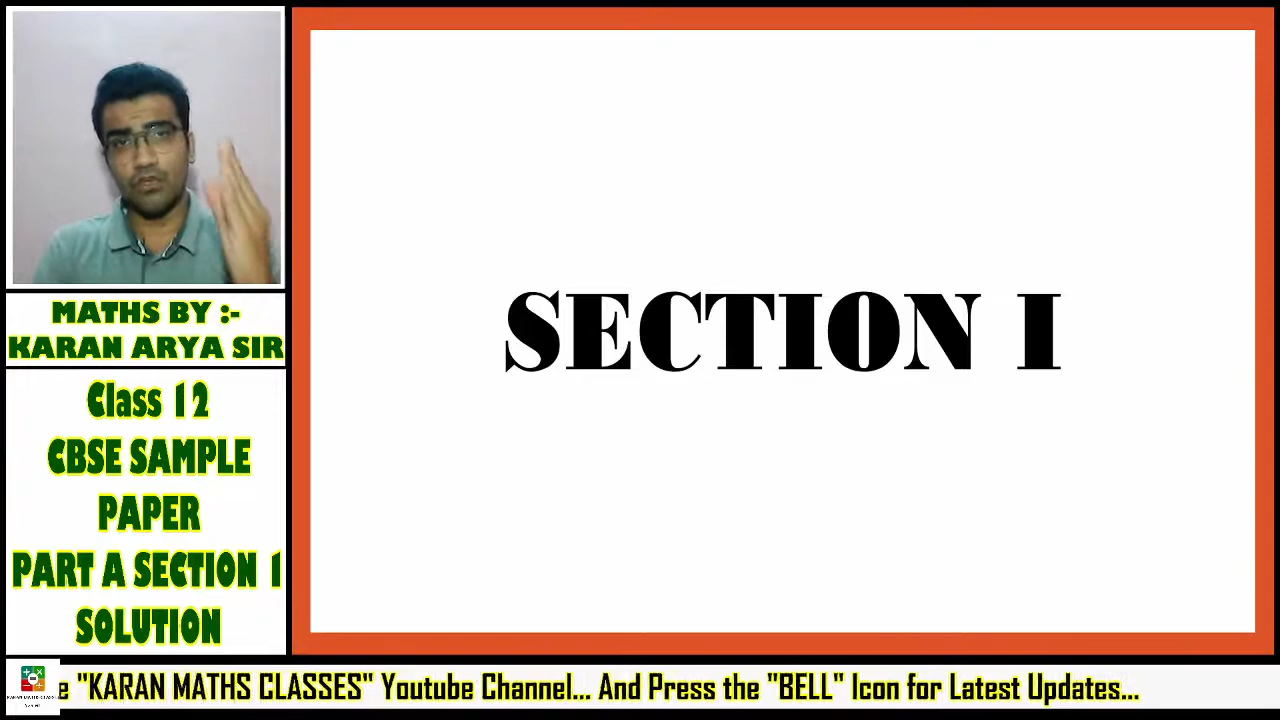 SECTION I
MATHS BY :-
KARAN ARYA SIR
Class 12
CBSE SAMPLE
PAPER
PART A SECTION 1
SOLUTION
e "KARAN MATHS CLASSES" Youtube Channel... And Press the "BELL" Icon for Latest Updates...